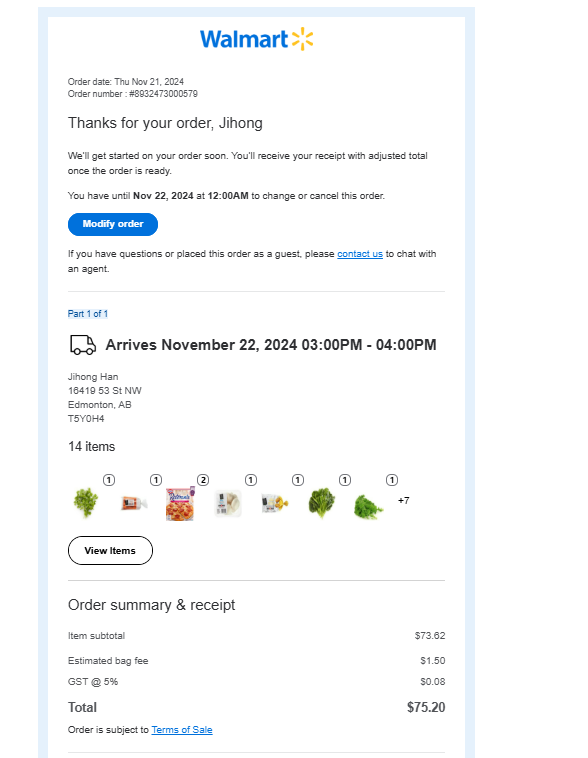 Walmart
Order date: Thu Nov 21, 2024
Order number : #8932473000579
Thanks for your order, Jihong
We'll get started on your order soon. You'll receive your receipt with adjusted total
once the order is ready.
You have until Nov 22, 2024 at 12:00AM to change or cancel this order.
Modify order
If you have questions or placed this order as a guest, please contact us to chat with
an agent.
Part 1 of 1
Arrives November 22, 2024 03:00PM - 04:00PM
Jihong Han
16419 53 St NW
Edmonton, AB
T5Y0H4
14 items
1 1 2 1 1 1 1
+7
View Items
Order summary & receipt
Item subtotal $73.62
Estimated bag fee $1.50
GST @ 5% $0.08
Total $75.20
Order is subject to Terms of Sale